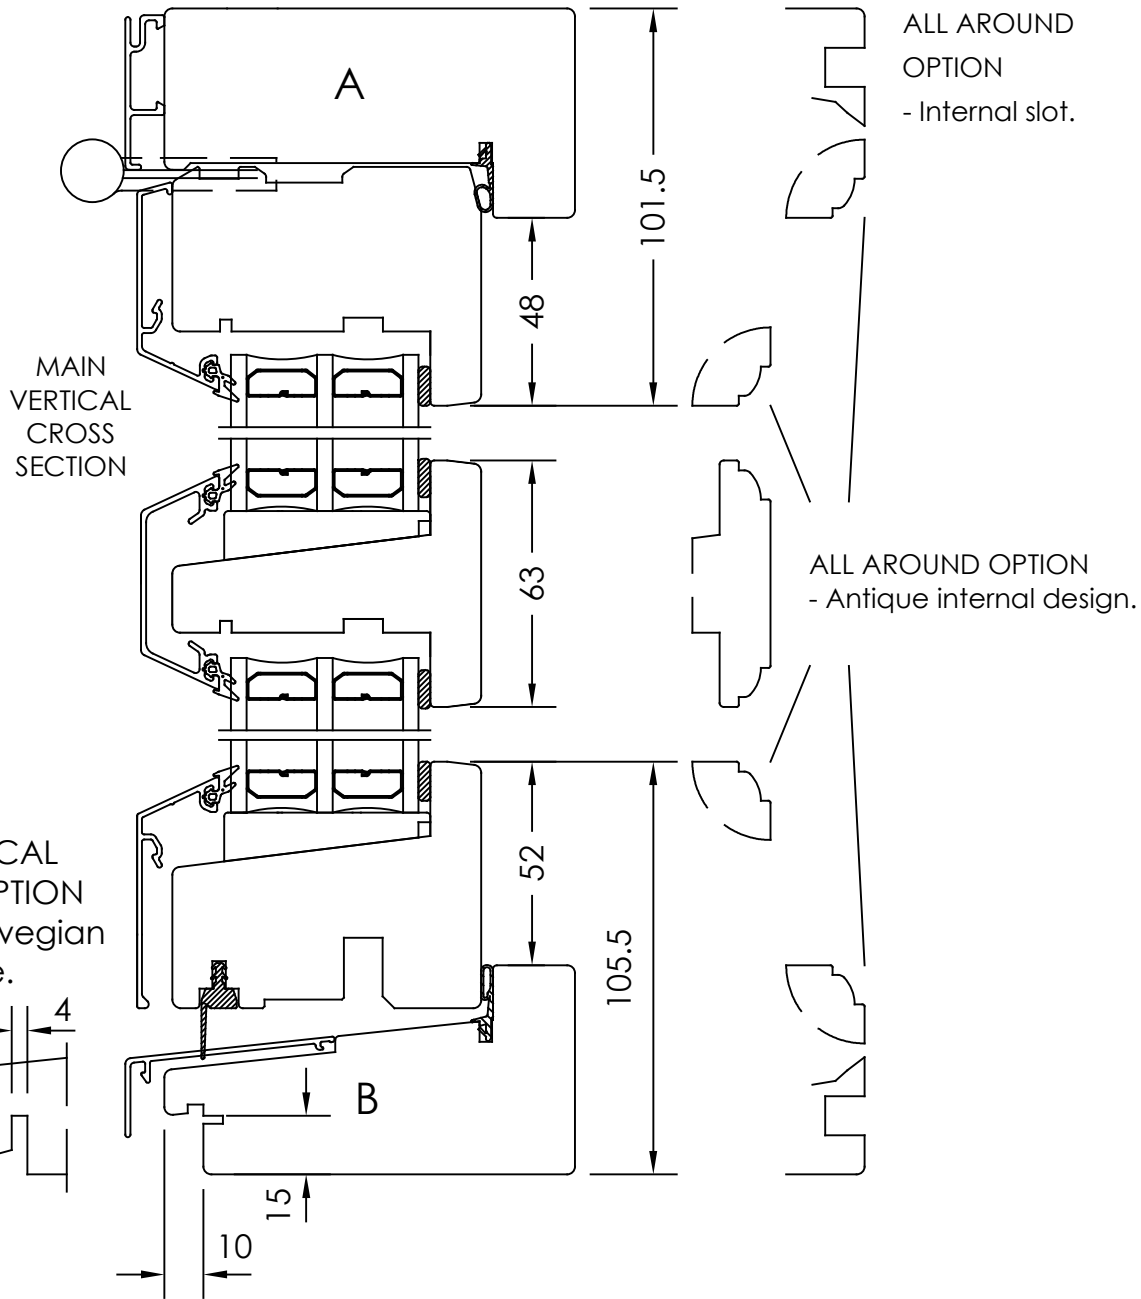 ALL AROUND
OPTION
- Internal slot.
A
101.5
48
MAIN
VERTICAL
CROSS
SECTION
63
ALL AROUND OPTION
- Antique internal design.
52
105.5
CAL
PTION
vegian
e.
4
B
15
10